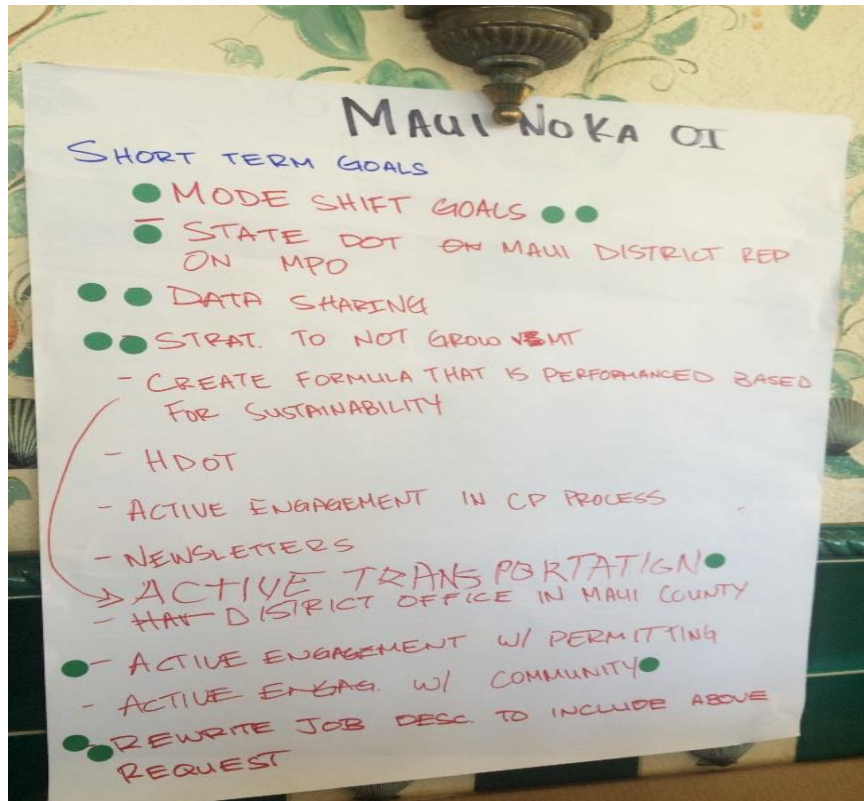 MAUI NO KA OI
SHORT TERM GOALS
MODE SHIFT GOALS
- STATE DOT ON MAUI DISTRICT REP
ON MPO
DATA SHARING
STRAT. TO NOT GROW VMT
- CREATE FORMULA THAT IS PERFORMANCED BASED
FOR SUSTAINABILITY
- HDOT
- ACTIVE ENGAGEMENT IN CP PROCESS
- NEWSLETTERS
ACTIVE TRANSPORTATION
- HAV DISTRICT OFFICE IN MAUI COUNTY
- ACTIVE ENGAGEMENT W/ PERMITTING
- ACTIVE ENGAG. W/ COMMUNITY
- REWRITE JOB DESC. TO INCLUDE ABOVE
REQUEST